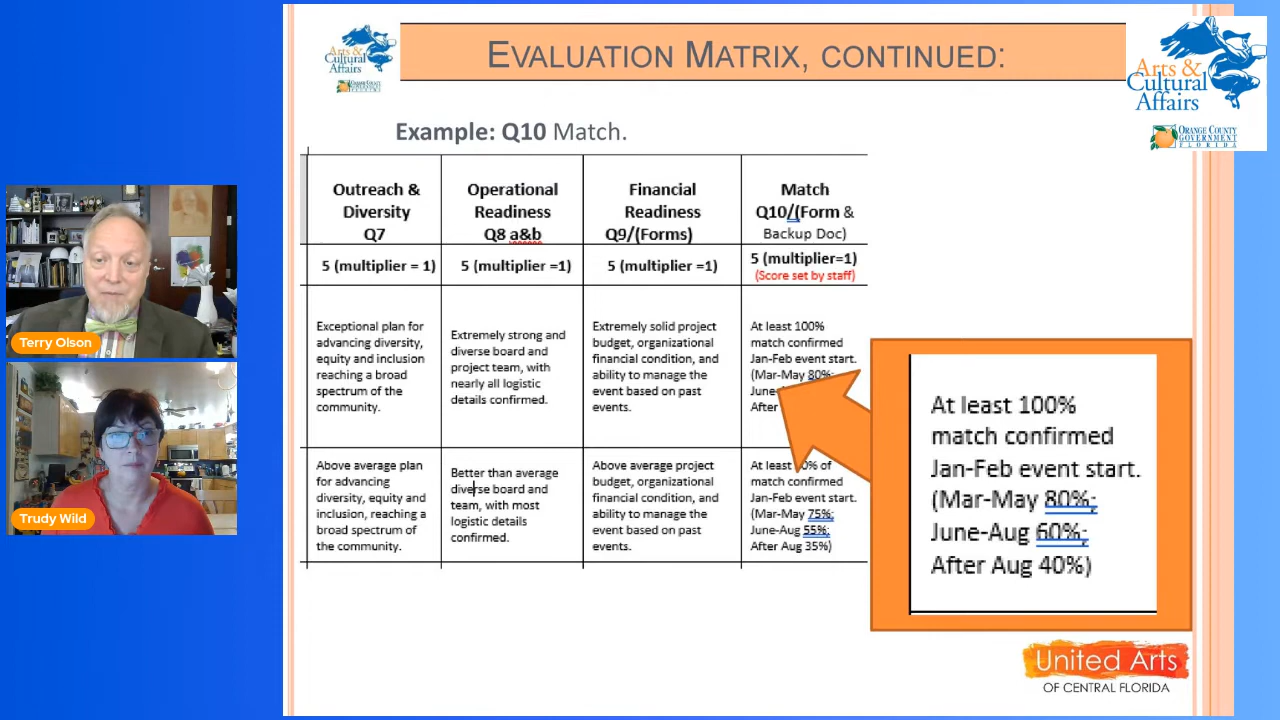 EVALUATION MATRIX, CONTINUED:
Arts &
Cultural
Affairs
Arts &
Cultural
Affairs
ORANGE COUNTY
GOVERNMENT
FLORIDA
Example: Q10 Match.
Outreach &
Diversity
Q7
Operational
Readiness
Q8 a&b
Financial
Readiness
Q9/(Forms)
Match
Q10/(Form &
Backup Doc)
5 (multiplier = 1)
5 (multiplier =1)
5 (multiplier =1)
5 (multiplier=1)
(Score set by staff)
Exceptional plan for
advancing diversity,
equity and inclusion
reaching a broad
spectrum of the
community.
Extremely strong and
diverse board and
project team, with
nearly all logistic
details confirmed.
Extremely solid project
budget, organizational
financial condition, and
ability to manage the
event based on past
events.
At least 100%
match confirmed
Jan-Feb event start.
(Mar-May 80%;
June-
After
Above average plan
for advancing
diversity, equity and
inclusion, reaching a
broad spectrum of
the community.
Better than average
diverse board and
team, with most
logistic details
confirmed.
Above average project
budget, organizational
financial condition, and
ability to manage the
event based on past
events.
At least of
match confirmed
Jan-Feb event start.
(Mar-May 75%;
June-Aug 55%;
After Aug 35%)
At least 100%
match confirmed
Jan-Feb event start.
(Mar-May 80%;
June-Aug 60%;
After Aug 40%)
Terry Olson
Trudy Wild
United Arts
OF CENTRAL FLORIDA